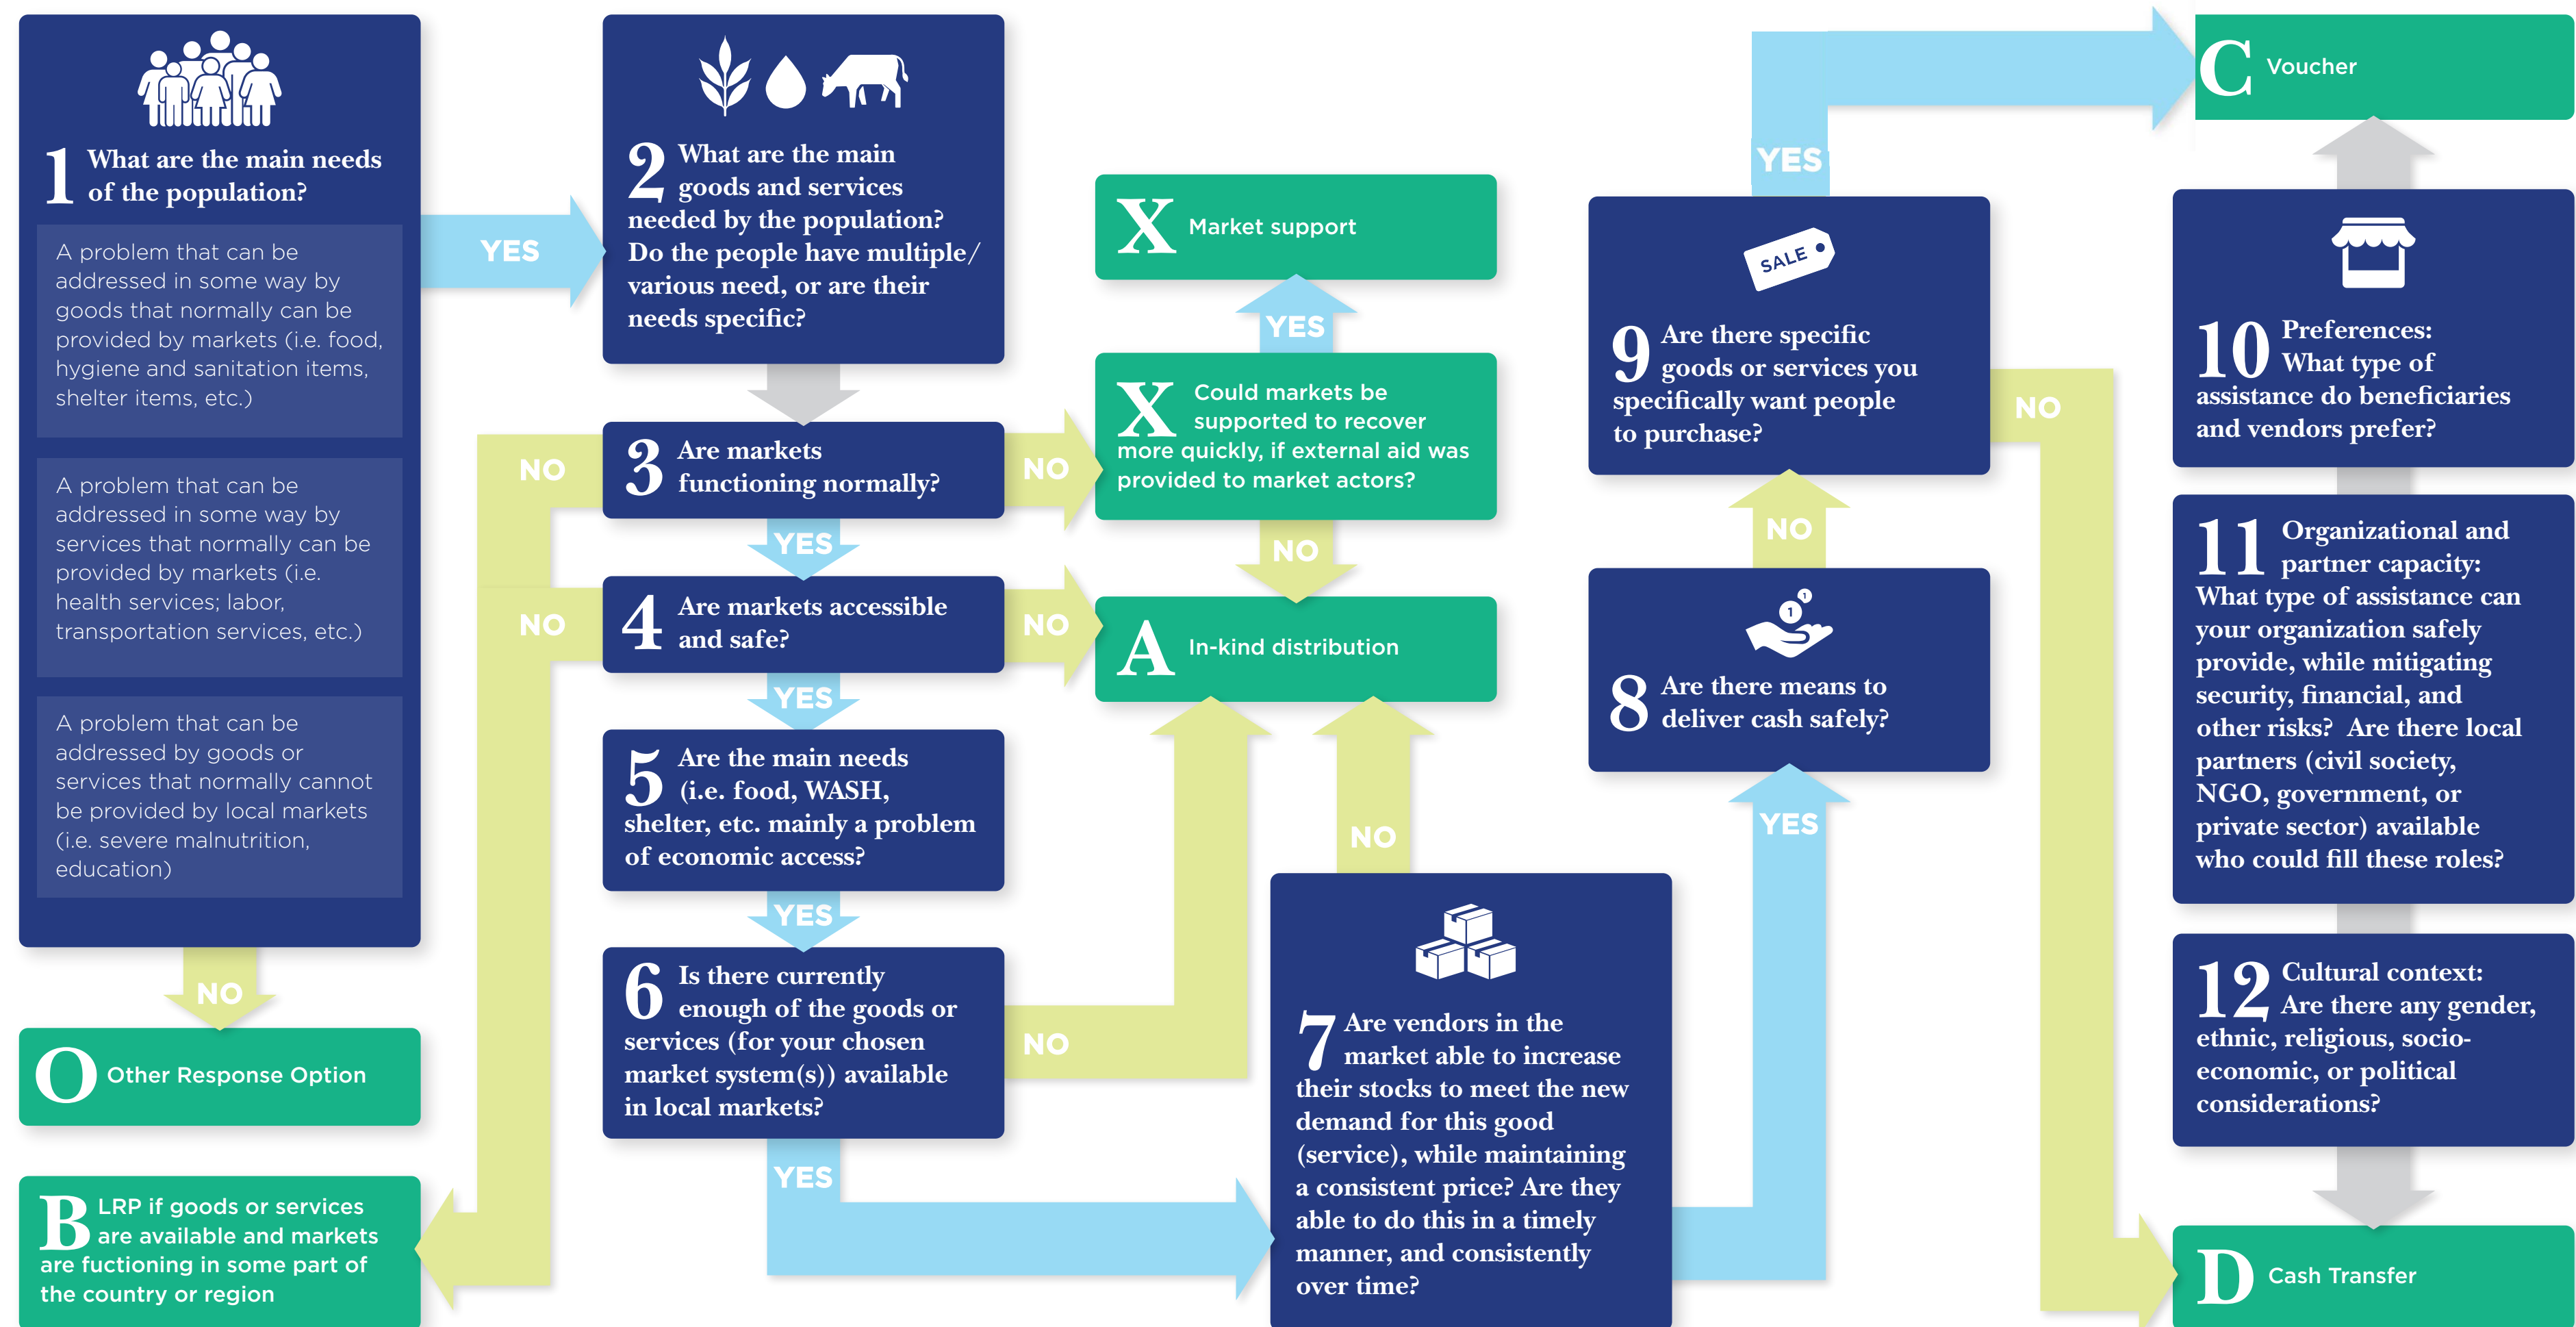 1 What are the main needs
of the population?
A problem that can be
addressed in some way by
goods that normally can be
provided by markets (i.e. food,
hygiene and sanitation items,
shelter items, etc.)
A problem that can be
addressed in some way by
services that normally can be
provided by markets (i.e.
health services; labor,
transportation services, etc.)
A problem that can be
addressed by goods or
services that normally cannot
be provided by local markets
(i.e. severe malnutrition,
education)
YES
NO
O Other Response Option
B LRP if goods or services
are available and markets
are fuctioning in some part of
the country or region
2 What are the main
goods and services
needed by the population?
Do the people have multiple/
various need, or are their
needs specific?
NO
3 Are markets
functioning normally?
NO
YES
NO
4 Are markets accessible
and safe?
NO
YES
5 Are the main needs
(i.e. food, WASH,
shelter, etc. mainly a problem
of economic access?
YES
6 Is there currently
enough of the goods or
services (for your chosen
market system(s)) available
in local markets?
NO
YES
X Market support
YES
X Could markets be
supported to recover
more quickly, if external aid was
provided to market actors?
NO
A In-kind distribution
NO
7 Are vendors in the
market able to increase
their stocks to meet the new
demand for this good
(service), while maintaining
a consistent price? Are they
able to do this in a timely
manner, and consistently
over time?
YES
1
1
8 Are there means to
deliver cash safely?
NO
SALE
9 Are there specific
goods or services you
specifically want people
to purchase?
YES
NO
C Voucher
10 Preferences:
What type of
assistance do beneficiaries
and vendors prefer?
11 Organizational and
partner capacity:
What type of assistance can
your organization safely
provide, while mitigating
security, financial, and
other risks? Are there local
partners (civil society,
NGO, government, or
private sector) available
who could fill these roles?
12 Cultural context:
Are there any gender,
ethnic, religious, socio-
economic, or political
considerations?
D Cash Transfer